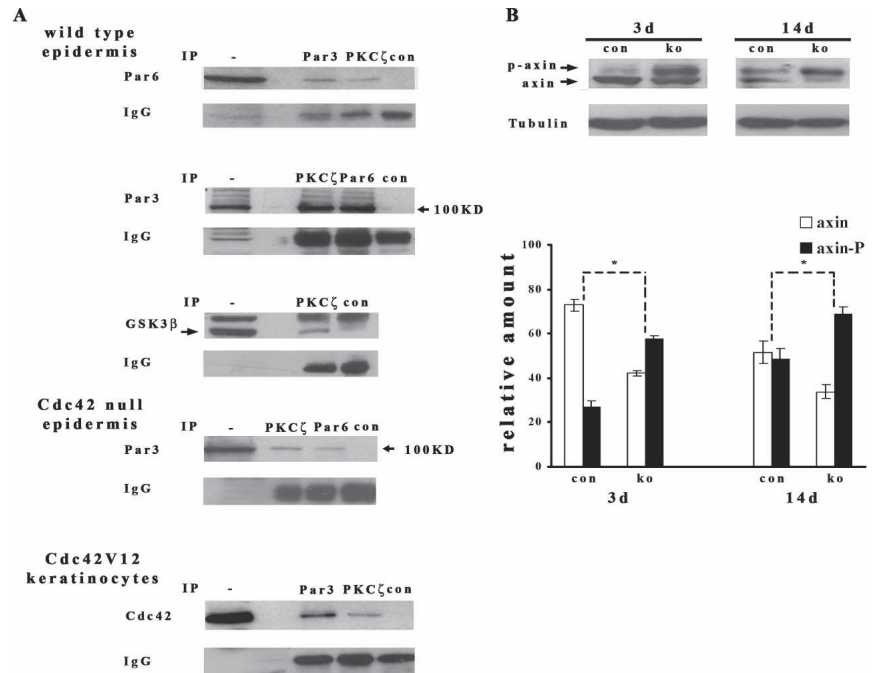 A
wild type
epidermis
IP - Par3 PKCζ con
Par6
IgG
IP - PKCζ Par6 con
Par3
100KD
IgG
IP - PKCζ con
GSK3β
IgG
Cdc42 null
epidermis
IP - PKCζ Par6 con
Par3
100KD
IgG
Cdc42V12
keratinocytes
IP - Par3 PKCζ con
Cdc42
IgG
B
3d 14d
con ko con ko
p-axin
axin
Tubulin
axin
axin-P
relative amount
100
80
60
40
20
0
* *
con ko con ko
3d 14d